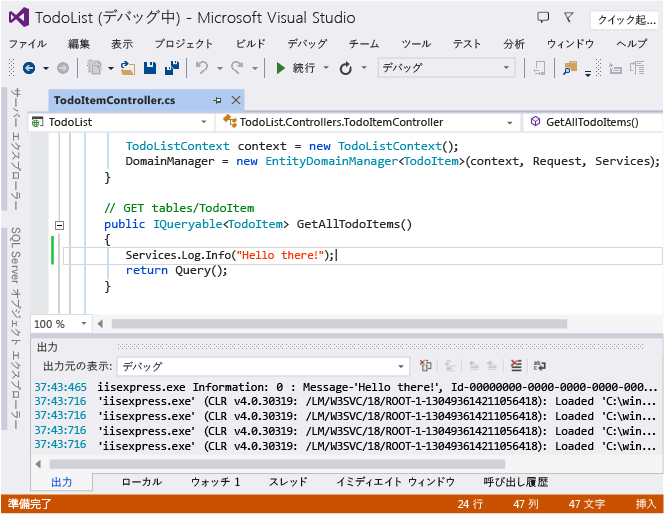 TodoList (デバッグ中) - Microsoft Visual Studio
クイック起...
ファイル 編集 表示 プロジェクト ビルド デバッグ チーム ツール テスト 分析 ウィンドウ ヘルプ
続行 デバッグ
サーバー エクスプローラー
SQL Server オブジェクト エクスプローラー
TodoItemController.cs
TodoList TodoList.Controllers.TodoItemController GetAllTodoItems()
TodoListContext context = new TodoListContext();
DomainManager = new EntityDomainManager<TodoItem>(context, Request, Services);
}
// GET tables/TodoItem
public IQueryable<TodoItem> GetAllTodoItems()
{
Services.Log.Info("Hello there!");
return Query();
}
100 %
出力
出力元の表示: デバッグ
37:43:465 iisexpress.exe Information: 0 : Message='Hello there!', Id=00000000-0000-0000-0000-000...
37:43:716 'iisexpress.exe' (CLR v4.0.30319: /LM/W3SVC/18/ROOT-1-130493614211056418): Loaded 'C:\win...
37:43:716 'iisexpress.exe' (CLR v4.0.30319: /LM/W3SVC/18/ROOT-1-130493614211056418): Loaded 'C:\win...
37:43:716 'iisexpress.exe' (CLR v4.0.30319: /LM/W3SVC/18/ROOT-1-130493614211056418): Loaded 'C:\win...
37:43:716 'iisexpress.exe' (CLR v4.0.30319: /LM/W3SVC/18/ROOT-1-130493614211056418): Loaded 'C:\win...
出力 ローカル ウォッチ 1 スレッド イミディエイト ウィンドウ 呼び出し履歴
準備完了 24 行 47 列 47 文字 挿入